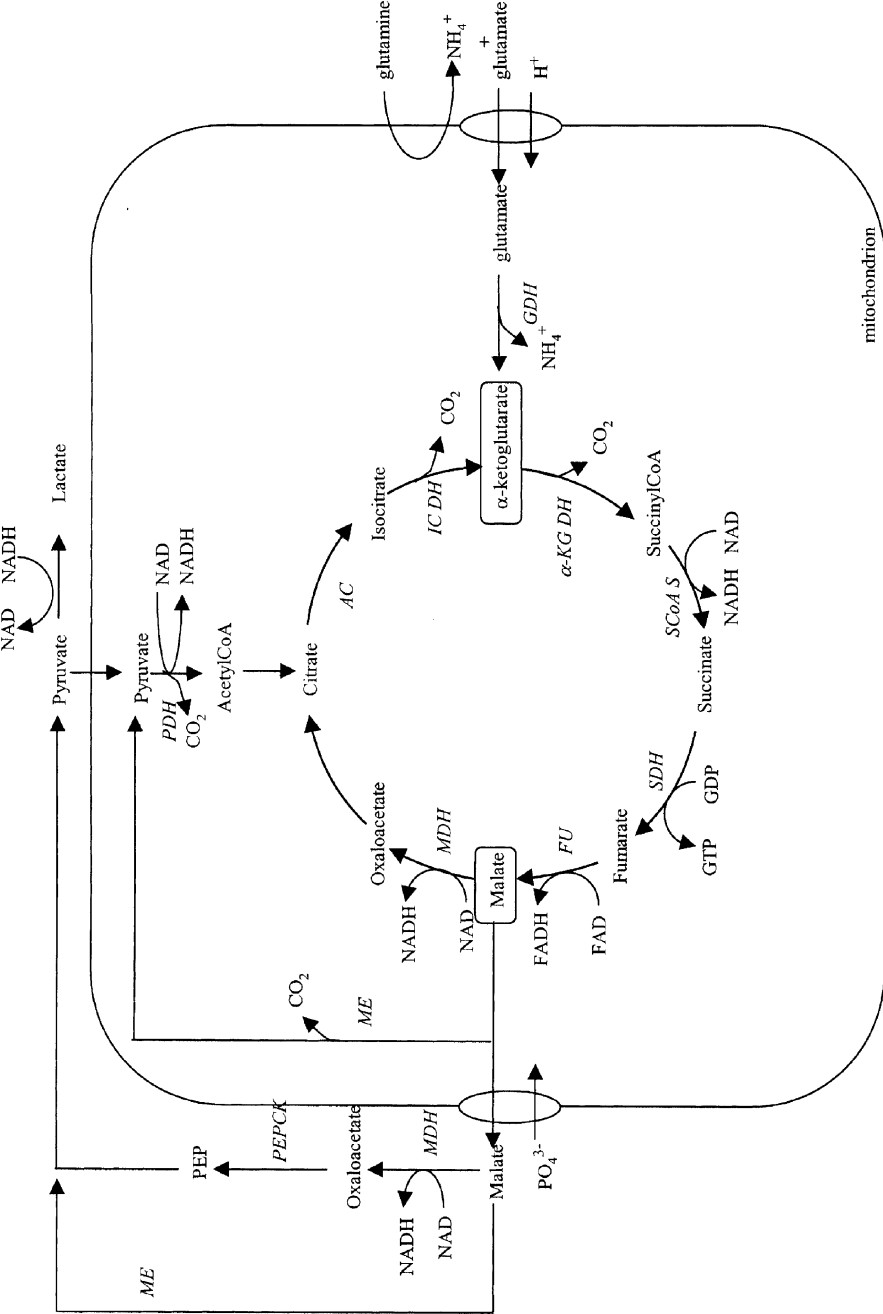 NAD
NADH
Pyruvate
Lactate
ME
Pyruvate
NAD
NADH
PDH
CO₂
PEP
AcetylCoA
PEPCK
CO₂
Citrate
AC
Oxaloacetate
ME
Oxaloacetate
Isocitrate
glutamine
NADH
NAD
MDH
NADH
NAD
MDH
IC DH
CO₂
NH₄⁺
+
Malate
Malate
α-ketoglutarate
glutamate
glutamate
GDH
NH₄⁺
H⁺
PO₄³⁻
FADH
FAD
FU
α-KG DH
CO₂
Fumarate
SDH
SCoA S
SuccinylCoA
GTP
GDP
Succinate
NADH
NAD
mitochondrion